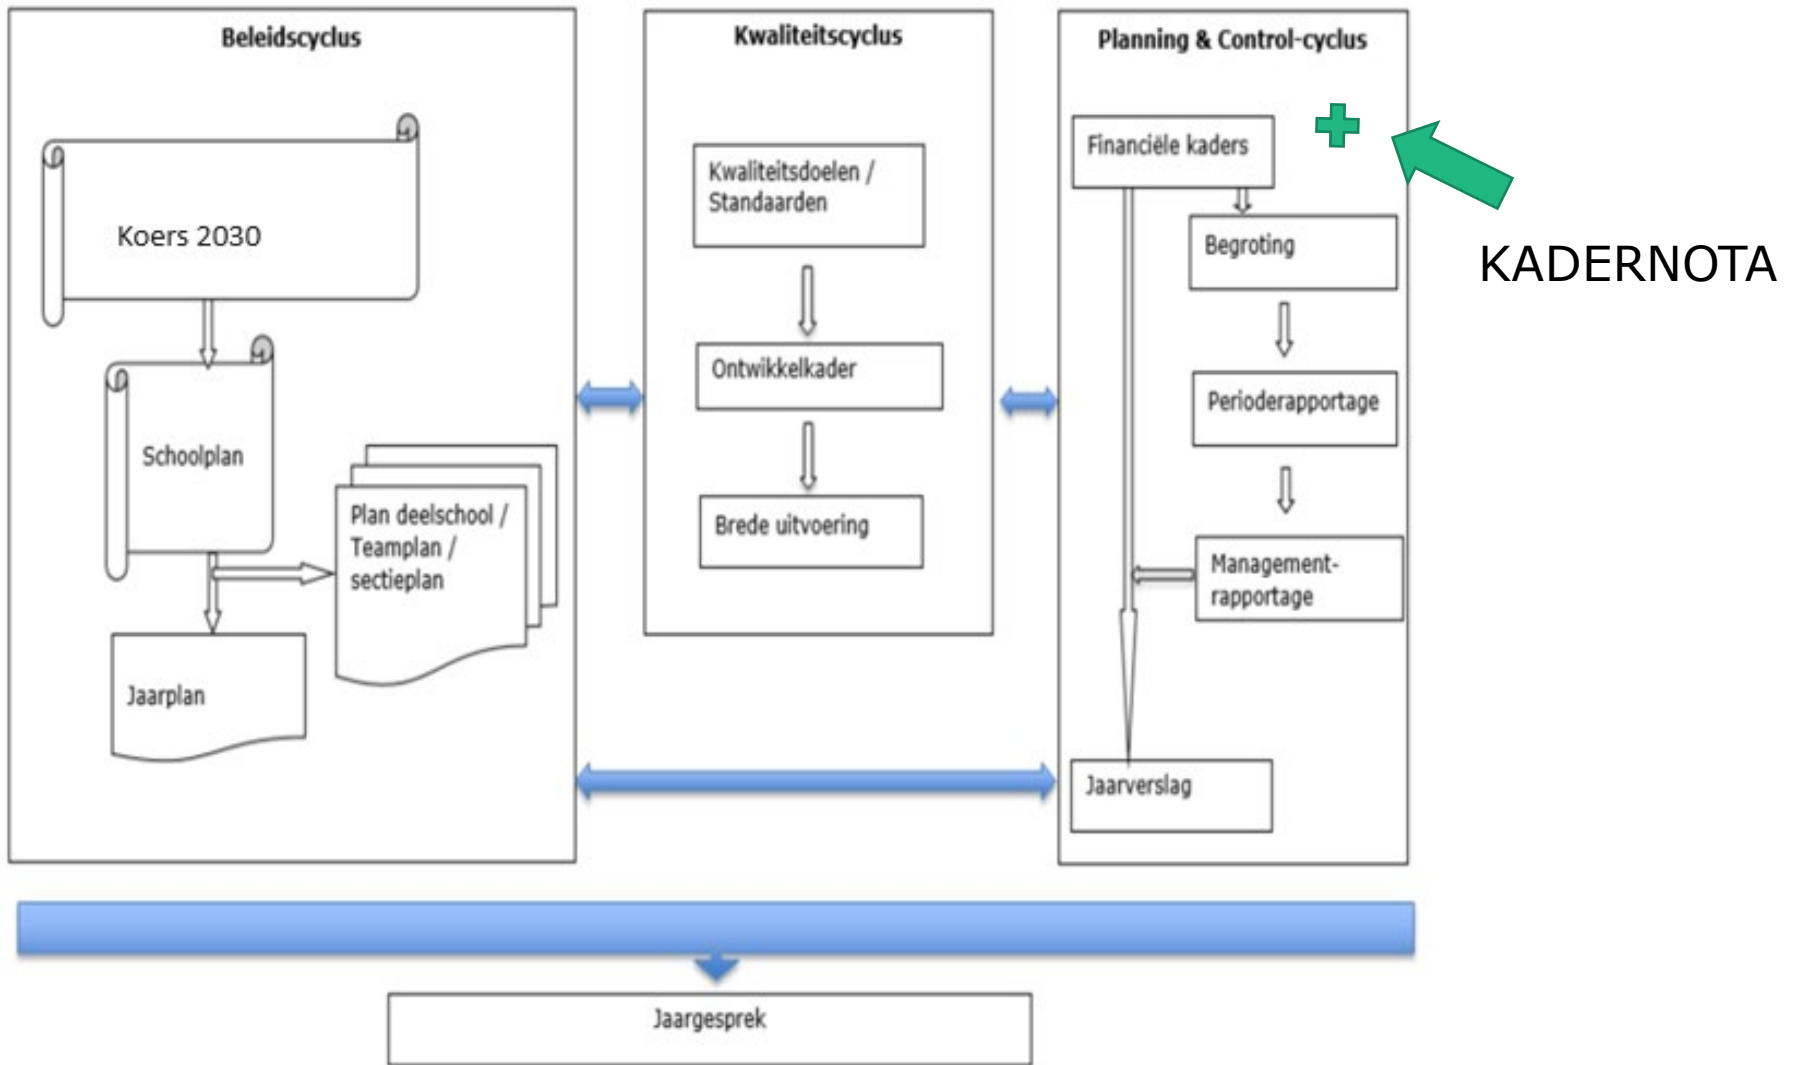 Beleidscyclus
Koers 2030
Schoolplan
Plan deelschool /
Teamplan /
sectieplan
Jaarplan
Kwaliteitscyclus
Kwaliteitsdoelen /
Standaarden
Ontwikkelkader
Brede uitvoering
Planning & Control-cyclus
Financiële kaders
Begroting
Perioderapportage
Management-
rapportage
Jaarverslag
KADERNOTA
Jaargesprek